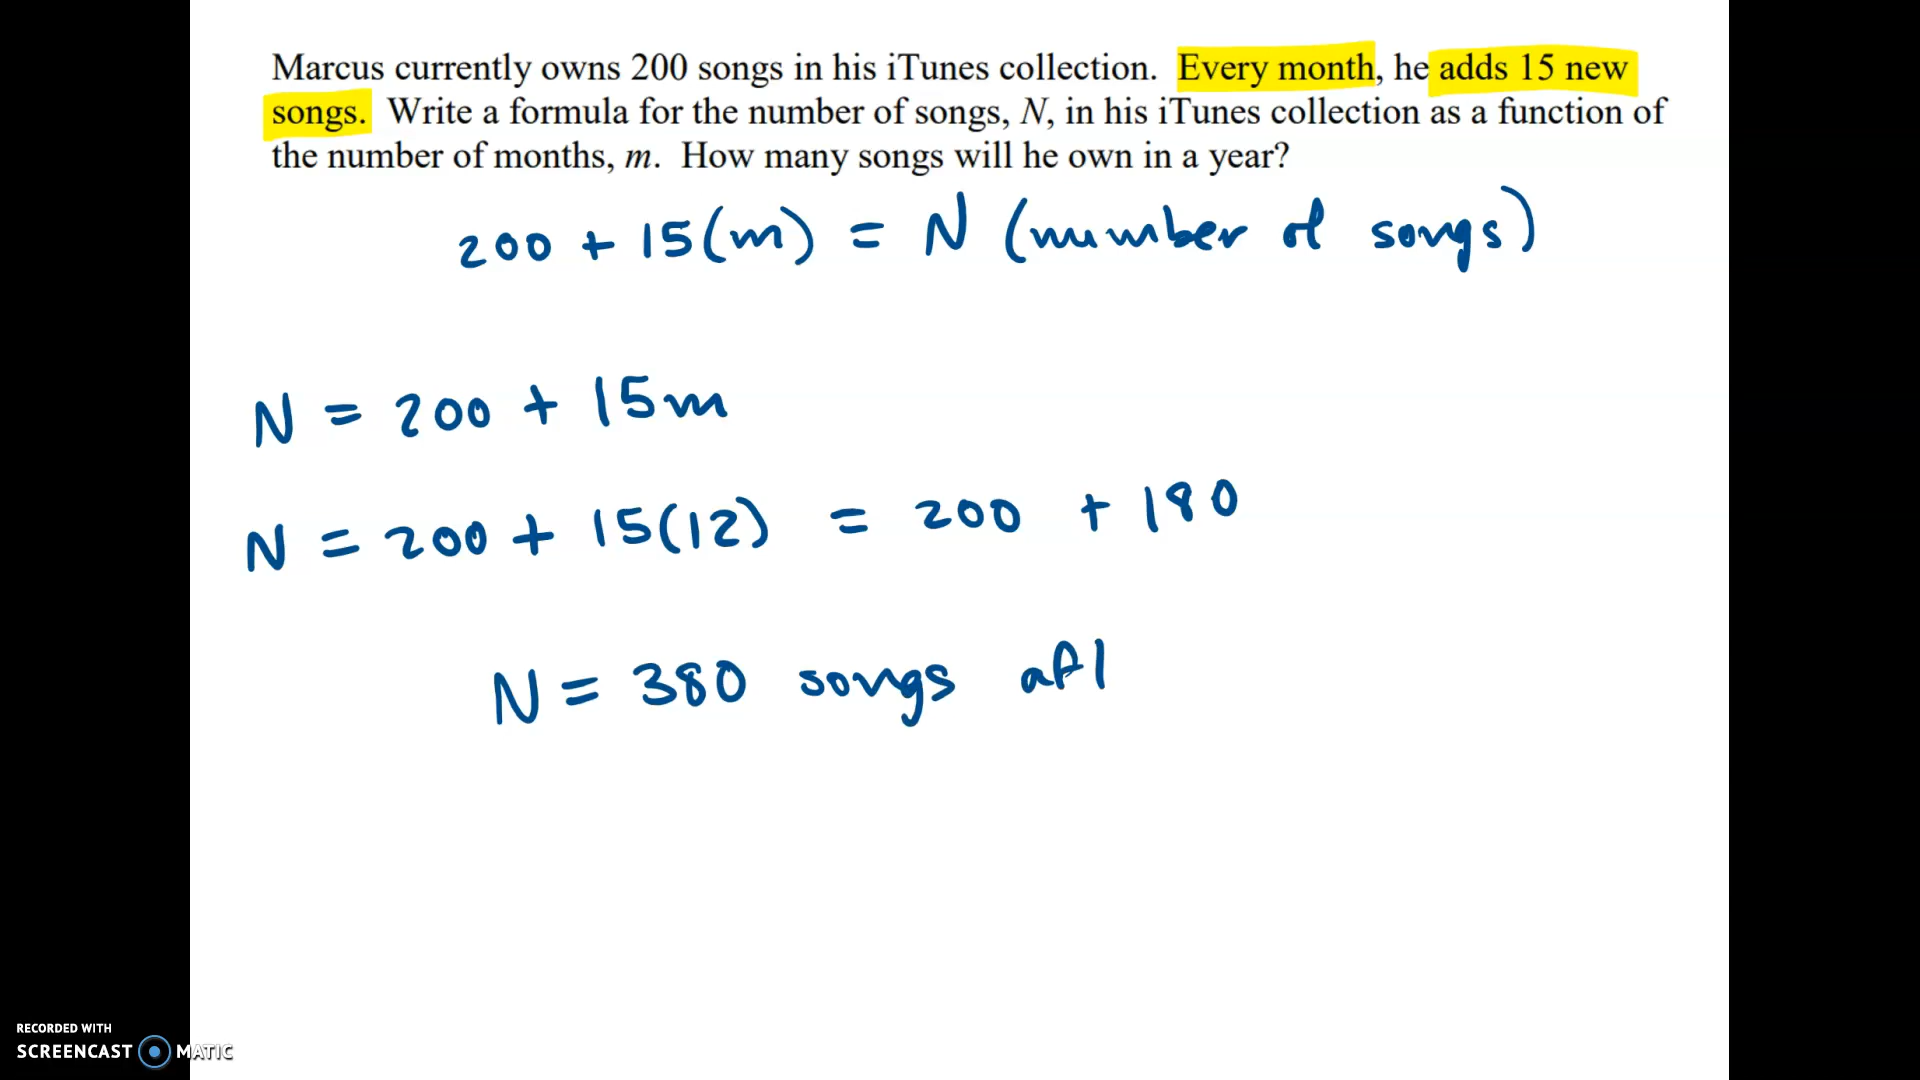 Marcus currently owns 200 songs in his iTunes collection. Every month, he adds 15 new
songs. Write a formula for the number of songs, N, in his iTunes collection as a function of
the number of months, m. How many songs will he own in a year?
200 + 15(m) = N (number of songs)
N = 200 + 15m
N = 200 + 15(12) = 200 + 180
N = 380 songs aft
RECORDED WITH
SCREENCAST MATIC